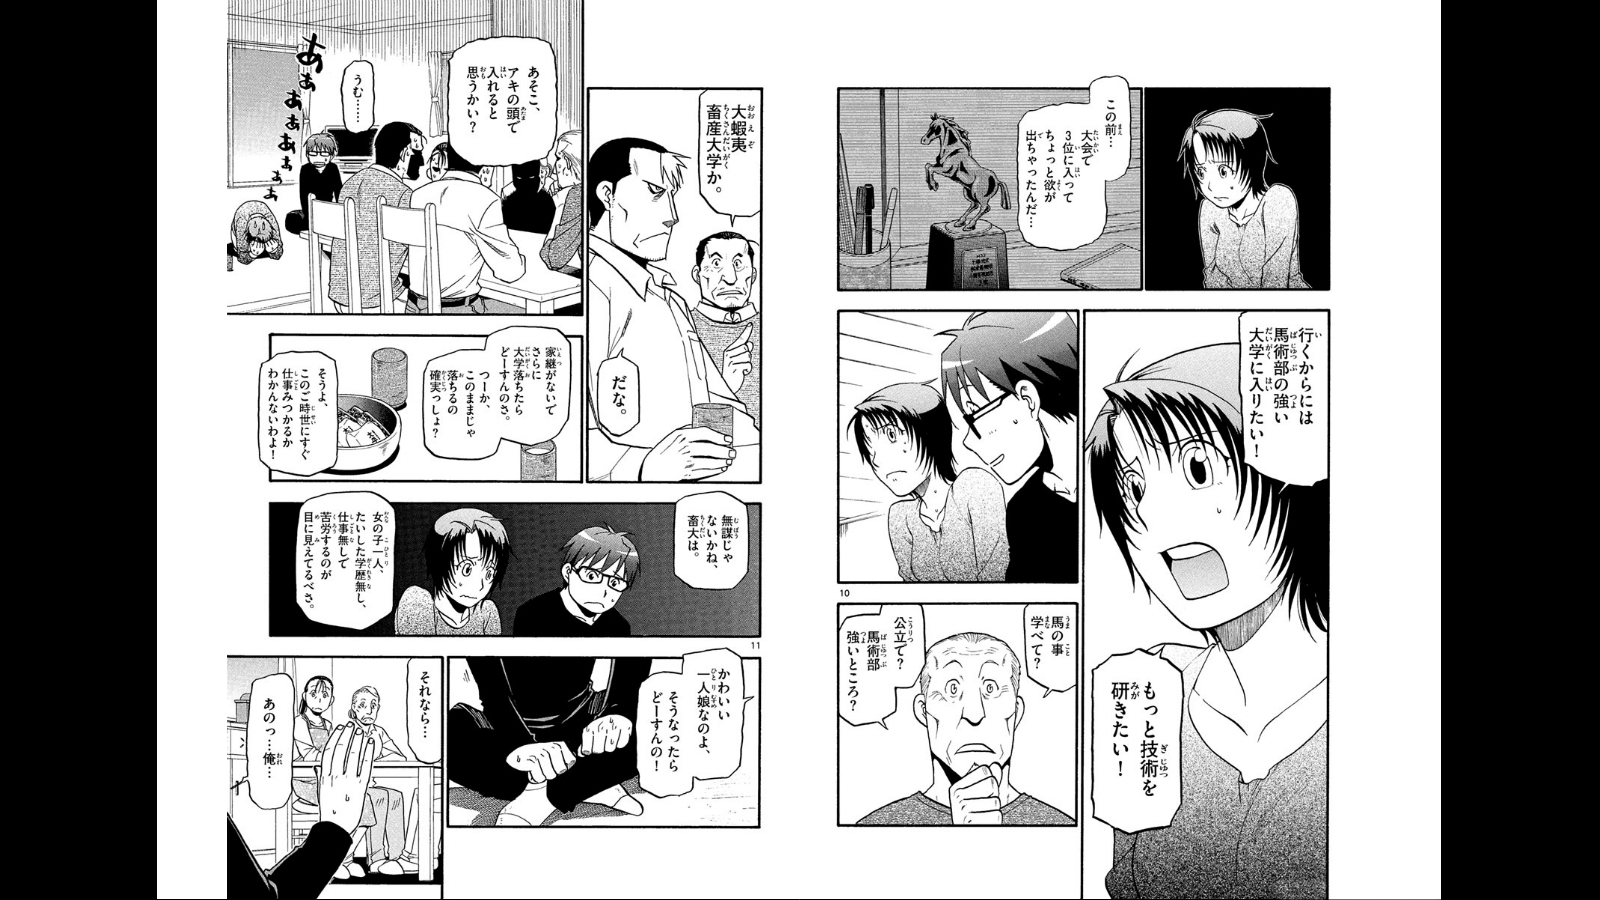 この前…
大会で
3位に入って
ちょっと欲が
出ちゃったんだ…
行くからには
馬術部の強い
大学に入りたい！
もっと技術を
研きたい！
馬の事
学べて？
公立で？
馬術部
強いところ？
10
大蝦夷
畜産大学か。
だな。
あそこ、
アキの頭で
入れると
思うかい？
うむ……
あぁぁぁぁぁぁぁ
家継がないで
さらに
大学落ちたら
どーすんのさ。
つーか、
このままじゃ
落ちるの
確実っしょ？
そうよ、
このご時世にすぐ
仕事みつかるか
わかんないわよ！
無謀じゃ
ないかね、
畜大は。
女の子一人、
たいした学歴無し、
仕事無しで
苦労するのが
目に見えてるべさ。
11
かわいい
一人娘なのよ、
そうなったら
どーすんの！
それなら…
あのっ…俺…